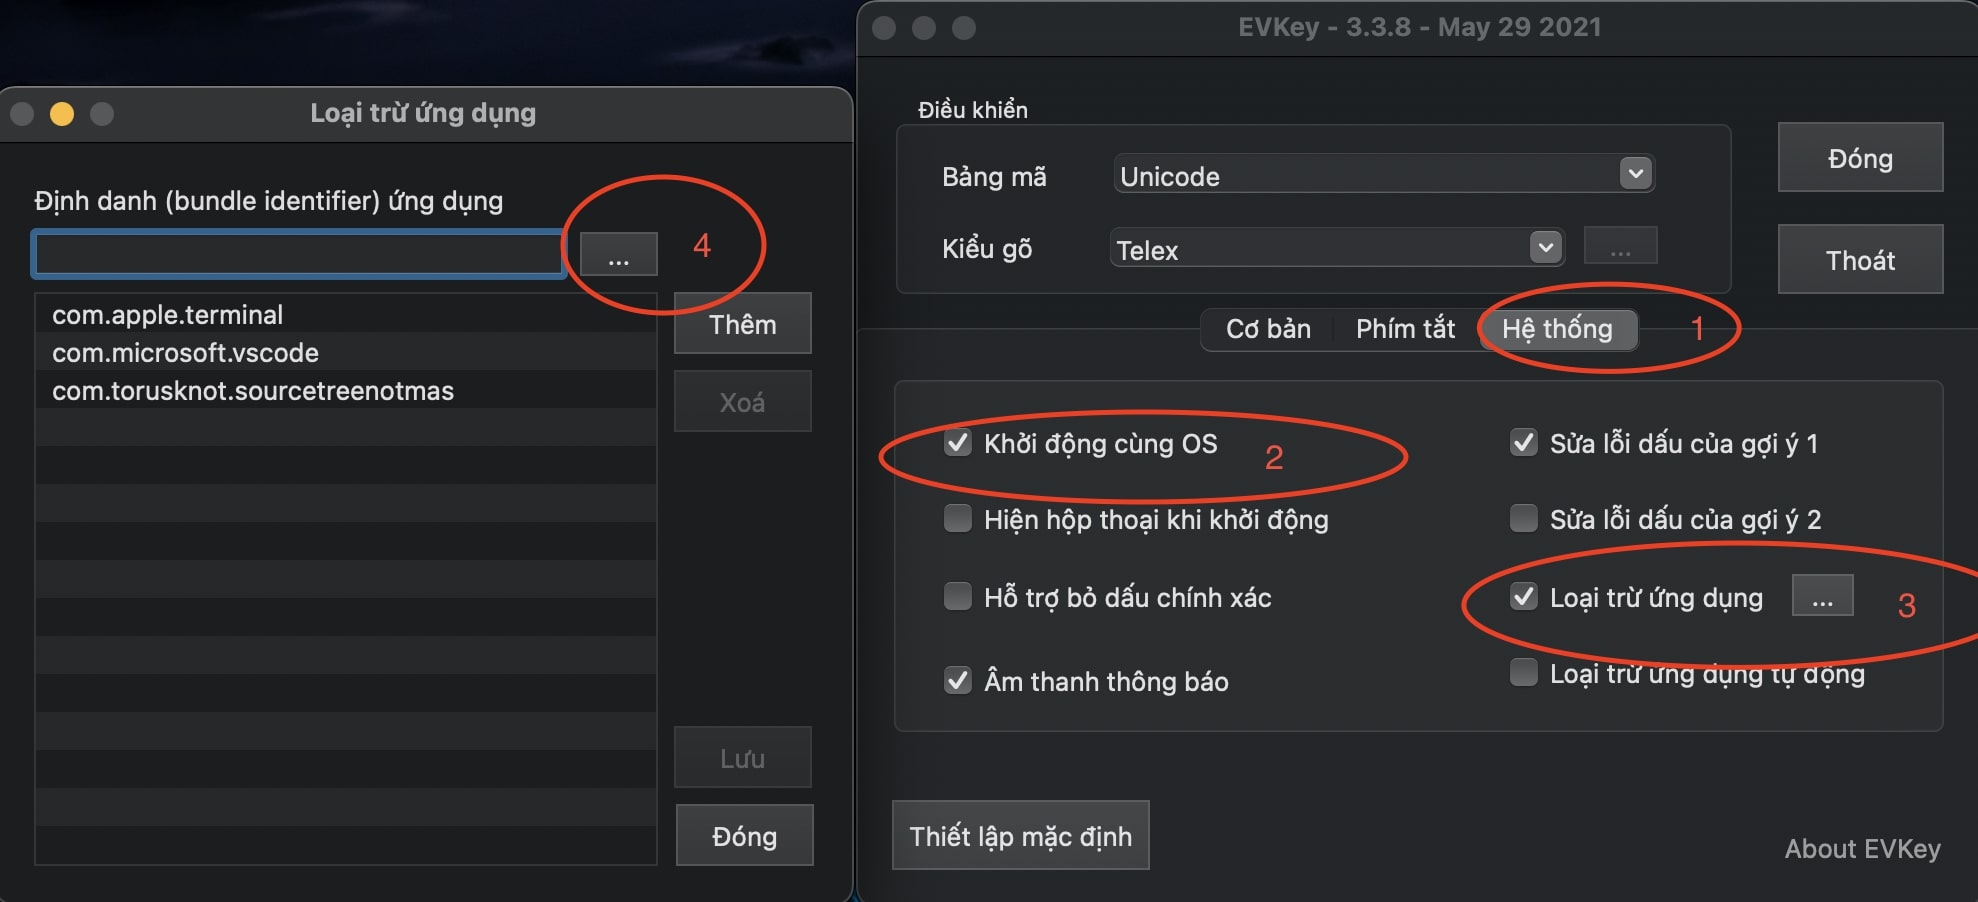 Loại trừ ứng dụng
Định danh (bundle identifier) ứng dụng
...
4
com.apple.terminal
com.microsoft.vscode
com.torusknot.sourcetreenotmas
Thêm
Xoá
Lưu
Đóng
EVKey - 3.3.8 - May 29 2021
Điều khiển
Bảng mã
Unicode
Kiểu gõ
Telex
...
Đóng
Thoát
Cơ bản
Phím tắt
Hệ thống
1
Khởi động cùng OS
2
Sửa lỗi dấu của gợi ý 1
Hiện hộp thoại khi khởi động
Sửa lỗi dấu của gợi ý 2
Hỗ trợ bỏ dấu chính xác
Loại trừ ứng dụng
...
3
Âm thanh thông báo
Loại trừ ứng dụng tự động
Thiết lập mặc định
About EVKey